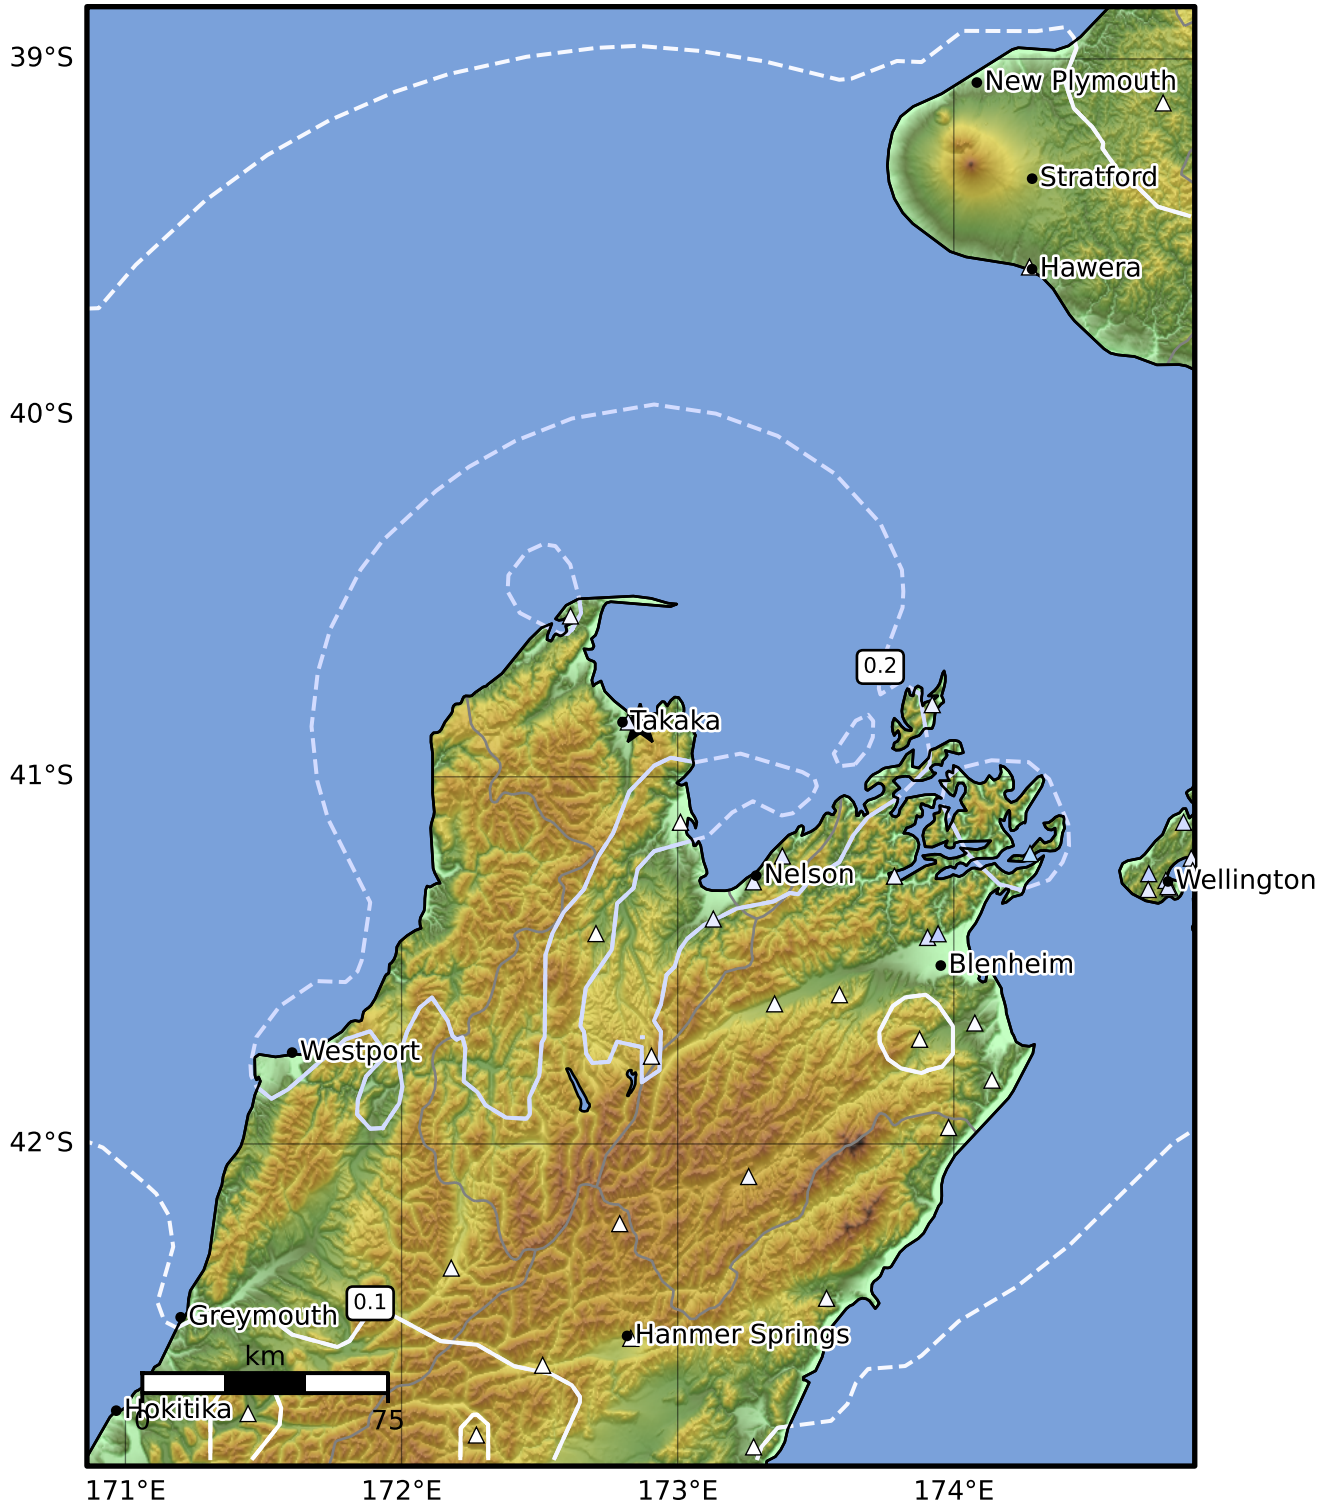 39°S
New Plymouth
Stratford
Hawera
40°S
0.2
Takaka
41°S
Nelson
Wellington
Blenheim
Westport
42°S
0.1
Greymouth
Hanmer Springs
km
Hokitika
0
75
171°E
172°E
173°E
174°E